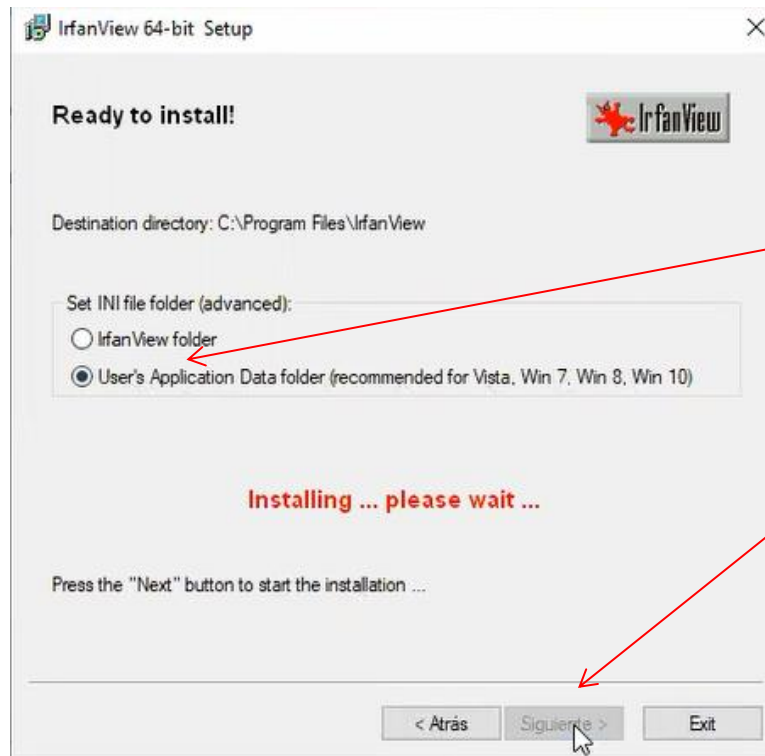 IrfanView 64-bit Setup
Ready to install!
IrfanView
Destination directory: C:\Program Files\IrfanView
Set INI file folder (advanced):
IrfanView folder
User's Application Data folder (recommended for Vista, Win 7, Win 8, Win 10)
Installing ... please wait ...
Press the "Next" button to start the installation ...
< Atrás Siguiente > Exit